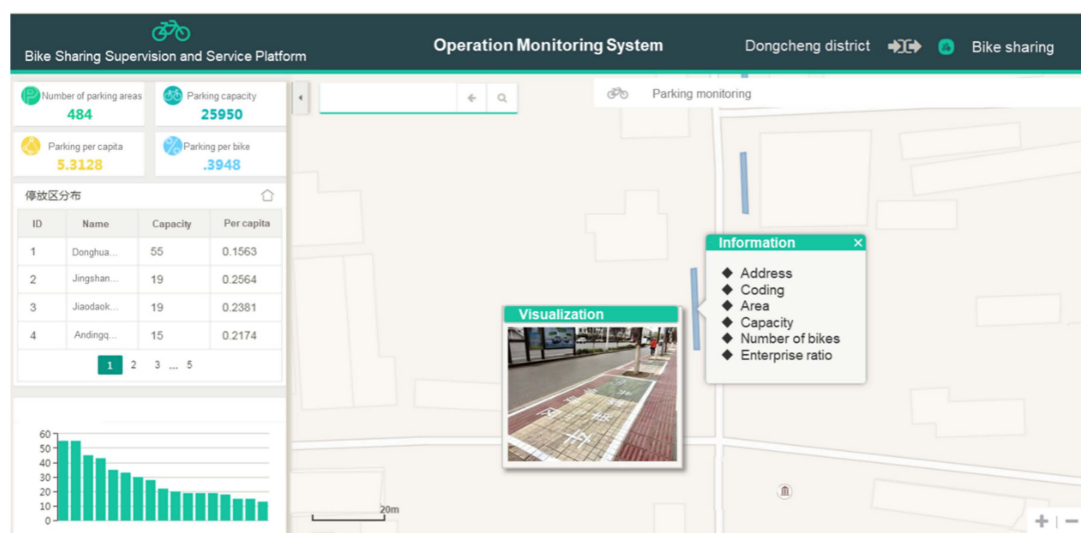 Bike Sharing Supervision and Service Platform
Operation Monitoring System
Dongcheng district
Bike sharing
Number of parking areas
484
Parking capacity
25950
Parking per capita
5.3128
Parking per bike
.3948
Parking monitoring
停放区分布
ID Name Capacity Per capita
1 Donghua... 55 0.1563
2 Jingshan... 19 0.2564
3 Jiaodaok... 19 0.2381
4 Andingq... 15 0.2174
1 2 3 ... 5
60
50
40
30
20
10
0
Information ×
◆ Address
◆ Coding
◆ Area
◆ Capacity
◆ Number of bikes
◆ Enterprise ratio
Visualization
20m
+ | −